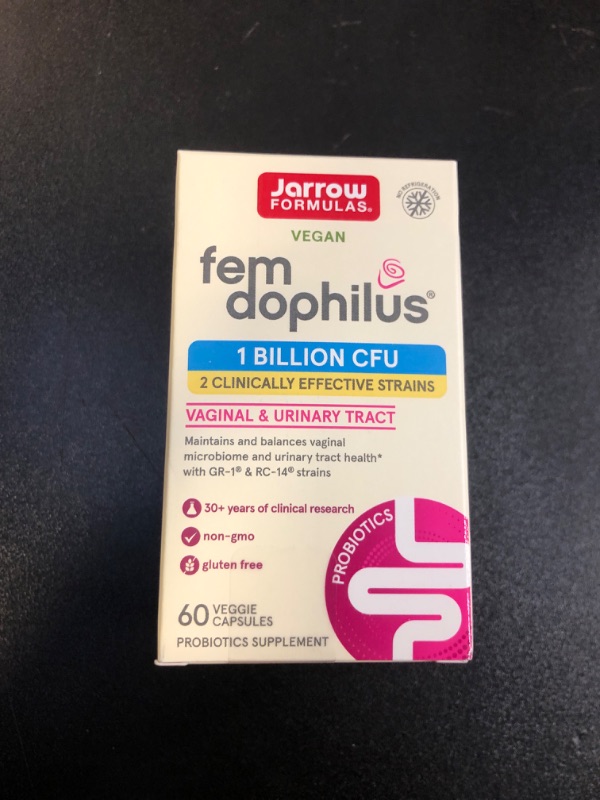 Jarrow
FORMULAS®
NO REFRIGERATION
VEGAN
fem
dophilus®
1 BILLION CFU
2 CLINICALLY EFFECTIVE STRAINS
VAGINAL & URINARY TRACT
Maintains and balances vaginal
microbiome and urinary tract health*
with GR-1® & RC-14® strains
30+ years of clinical research
non-gmo
gluten free
PROBIOTICS
60 VEGGIE
CAPSULES
PROBIOTICS SUPPLEMENT